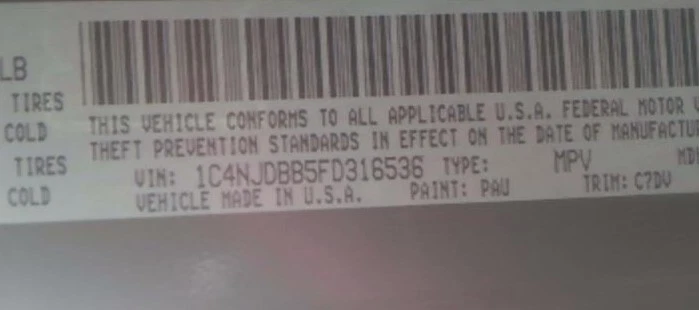 LB
TIRES
COLD
TIRES
COLD
THIS VEHICLE CONFORMS TO ALL APPLICABLE U.S.A. FEDERAL MOTOR
THEFT PREVENTION STANDARDS IN EFFECT ON THE DATE OF MANUFACTU
VIN: 1C4NJDBB5FD316536 TYPE: MPV
VEHICLE MADE IN U.S.A. PAINT: PAU TRIM: C7DV